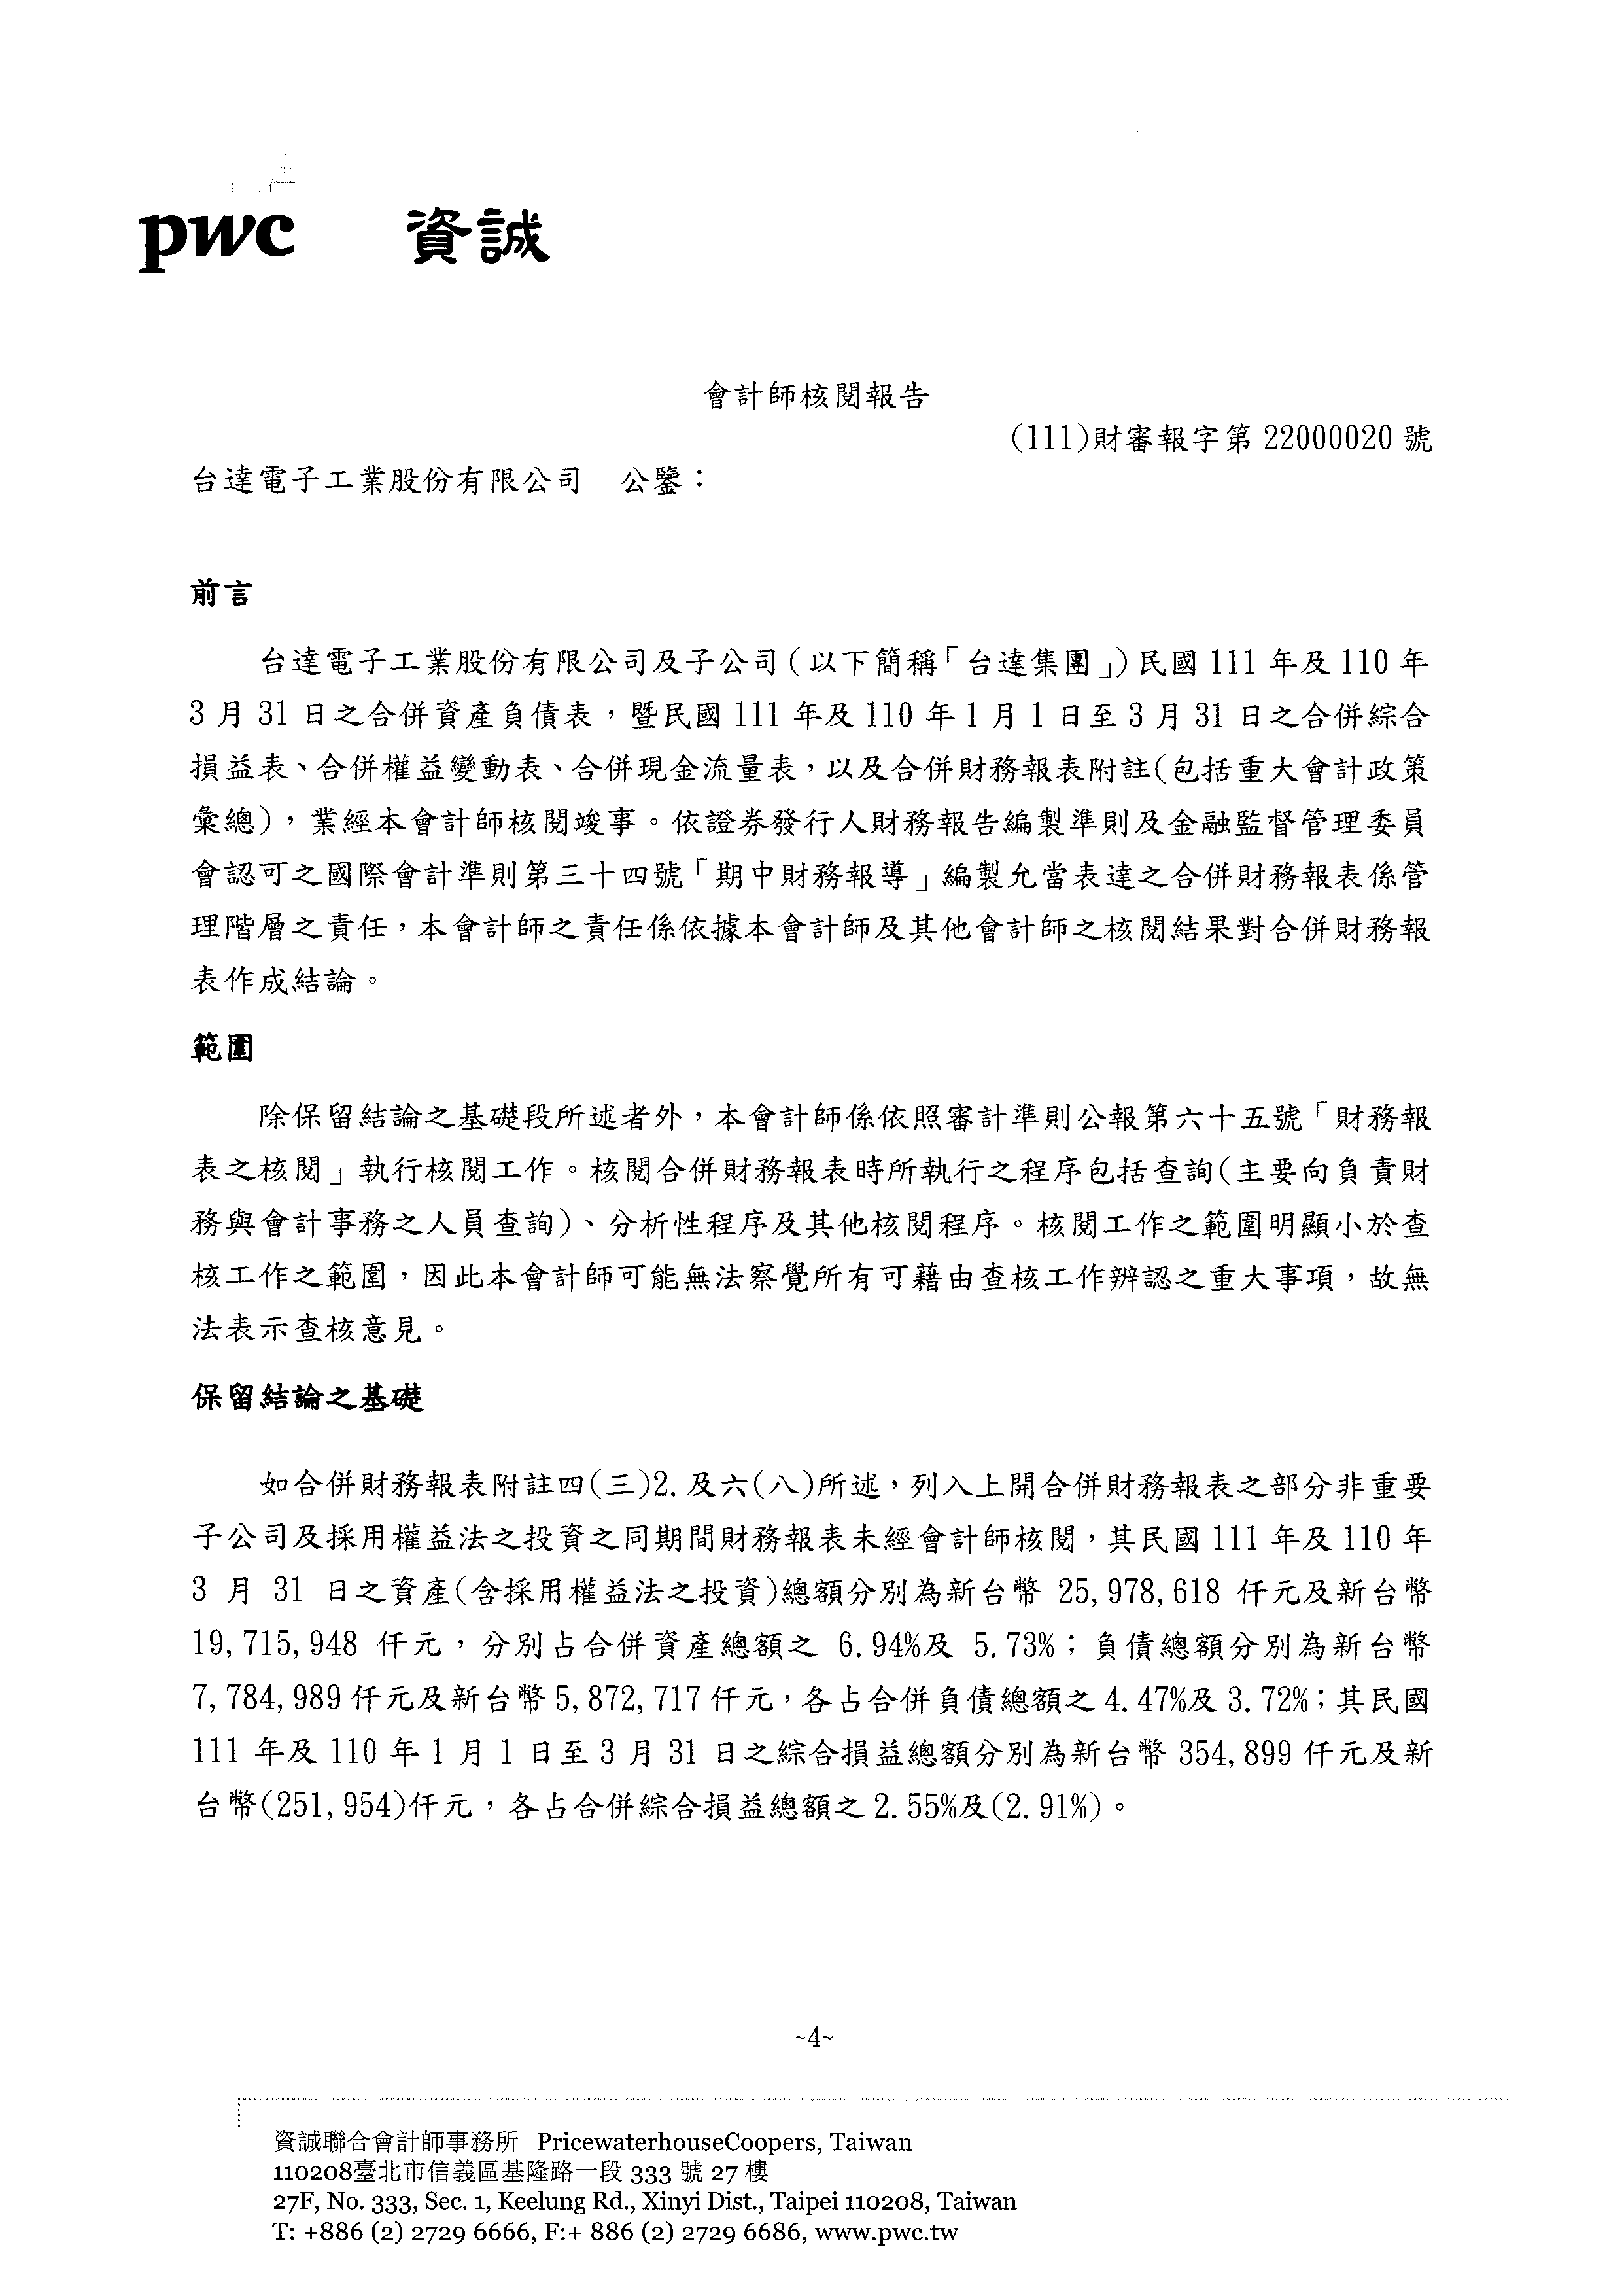 pwc 資誠
會計師核閱報告
(111)財審報字第 22000020 號
台達電子工業股份有限公司 公鑒：
前言
台達電子工業股份有限公司及子公司(以下簡稱「台達集團」)民國 111 年及 110 年
3 月 31 日之合併資產負債表，暨民國 111 年及 110 年 1 月 1 日至 3 月 31 日之合併綜合
損益表、合併權益變動表、合併現金流量表，以及合併財務報表附註(包括重大會計政策
彙總)，業經本會計師核閱竣事。依證券發行人財務報告編製準則及金融監督管理委員
會認可之國際會計準則第三十四號「期中財務報導」編製允當表達之合併財務報表係管
理階層之責任，本會計師之責任係依據本會計師及其他會計師之核閱結果對合併財務報
表作成結論。
範圍
除保留結論之基礎段所述者外，本會計師係依照審計準則公報第六十五號「財務報
表之核閱」執行核閱工作。核閱合併財務報表時所執行之程序包括查詢(主要向負責財
務與會計事務之人員查詢)、分析性程序及其他核閱程序。核閱工作之範圍明顯小於查
核工作之範圍，因此本會計師可能無法察覺所有可藉由查核工作辨認之重大事項，故無
法表示查核意見。
保留結論之基礎
如合併財務報表附註四(三)2. 及六(八)所述，列入上開合併財務報表之部分非重要
子公司及採用權益法之投資之同期間財務報表未經會計師核閱，其民國 111 年及 110 年
3 月 31 日之資產(含採用權益法之投資)總額分別為新台幣 25,978,618 仟元及新台幣
19,715,948 仟元，分別占合併資產總額之 6.94%及 5.73%；負債總額分別為新台幣
7,784,989 仟元及新台幣 5,872,717 仟元，各占合併負債總額之 4.47%及 3.72%；其民國
111 年及 110 年 1 月 1 日至 3 月 31 日之綜合損益總額分別為新台幣 354,899 仟元及新
台幣(251,954)仟元，各占合併綜合損益總額之 2.55%及(2.91%)。
~4~
資誠聯合會計師事務所 PricewaterhouseCoopers, Taiwan
110208臺北市信義區基隆路一段 333 號 27 樓
27F, No. 333, Sec. 1, Keelung Rd., Xinyi Dist., Taipei 110208, Taiwan
T: +886 (2) 2729 6666, F:+ 886 (2) 2729 6686, www.pwc.tw